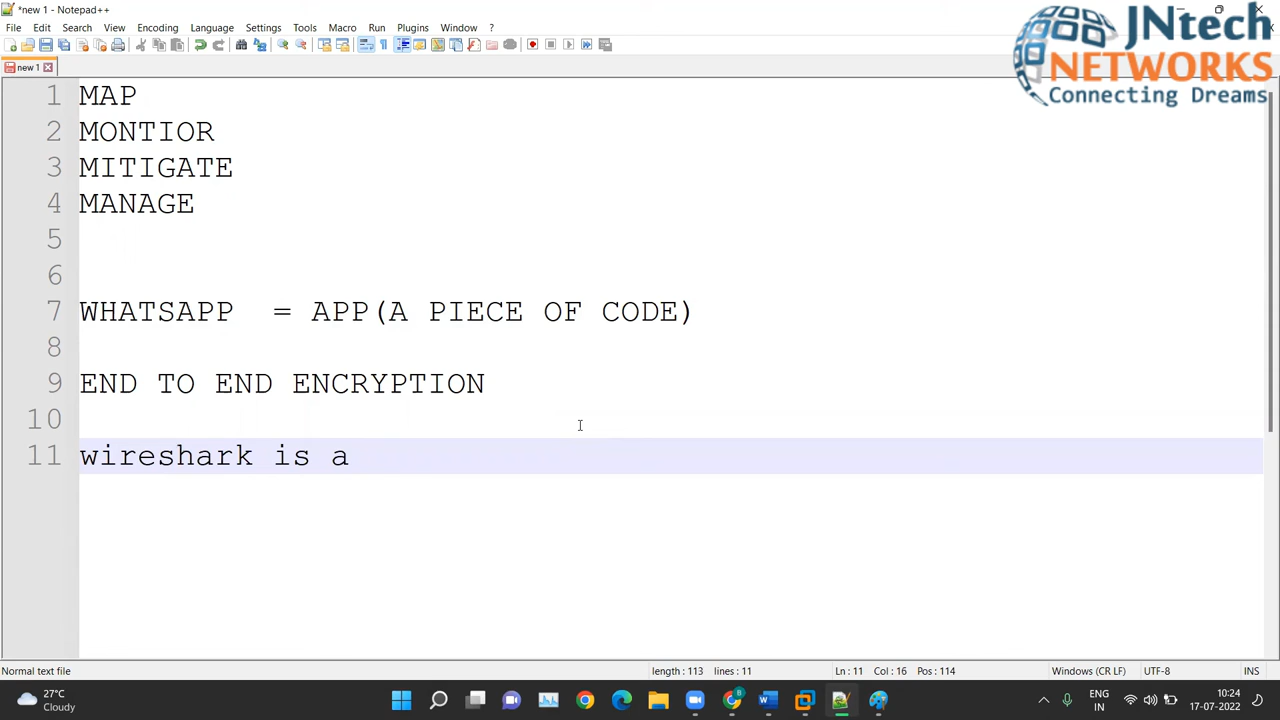 *new 1 - Notepad++
File Edit Search View Encoding Language Settings Tools Macro Run Plugins Window ?
new 1
JNtech
NETWORKS
Connecting Dreams
1 MAP
2 MONTIOR
3 MITIGATE
4 MANAGE
5
6
7 WHATSAPP = APP(A PIECE OF CODE)
8
9 END TO END ENCRYPTION
10
11 wireshark is a
Normal text file length : 113 lines : 11 Ln : 11 Col : 16 Pos : 114 Windows (CR LF) UTF-8 INS
27°C
Cloudy
8
ENG
IN
10:24
17-07-2022